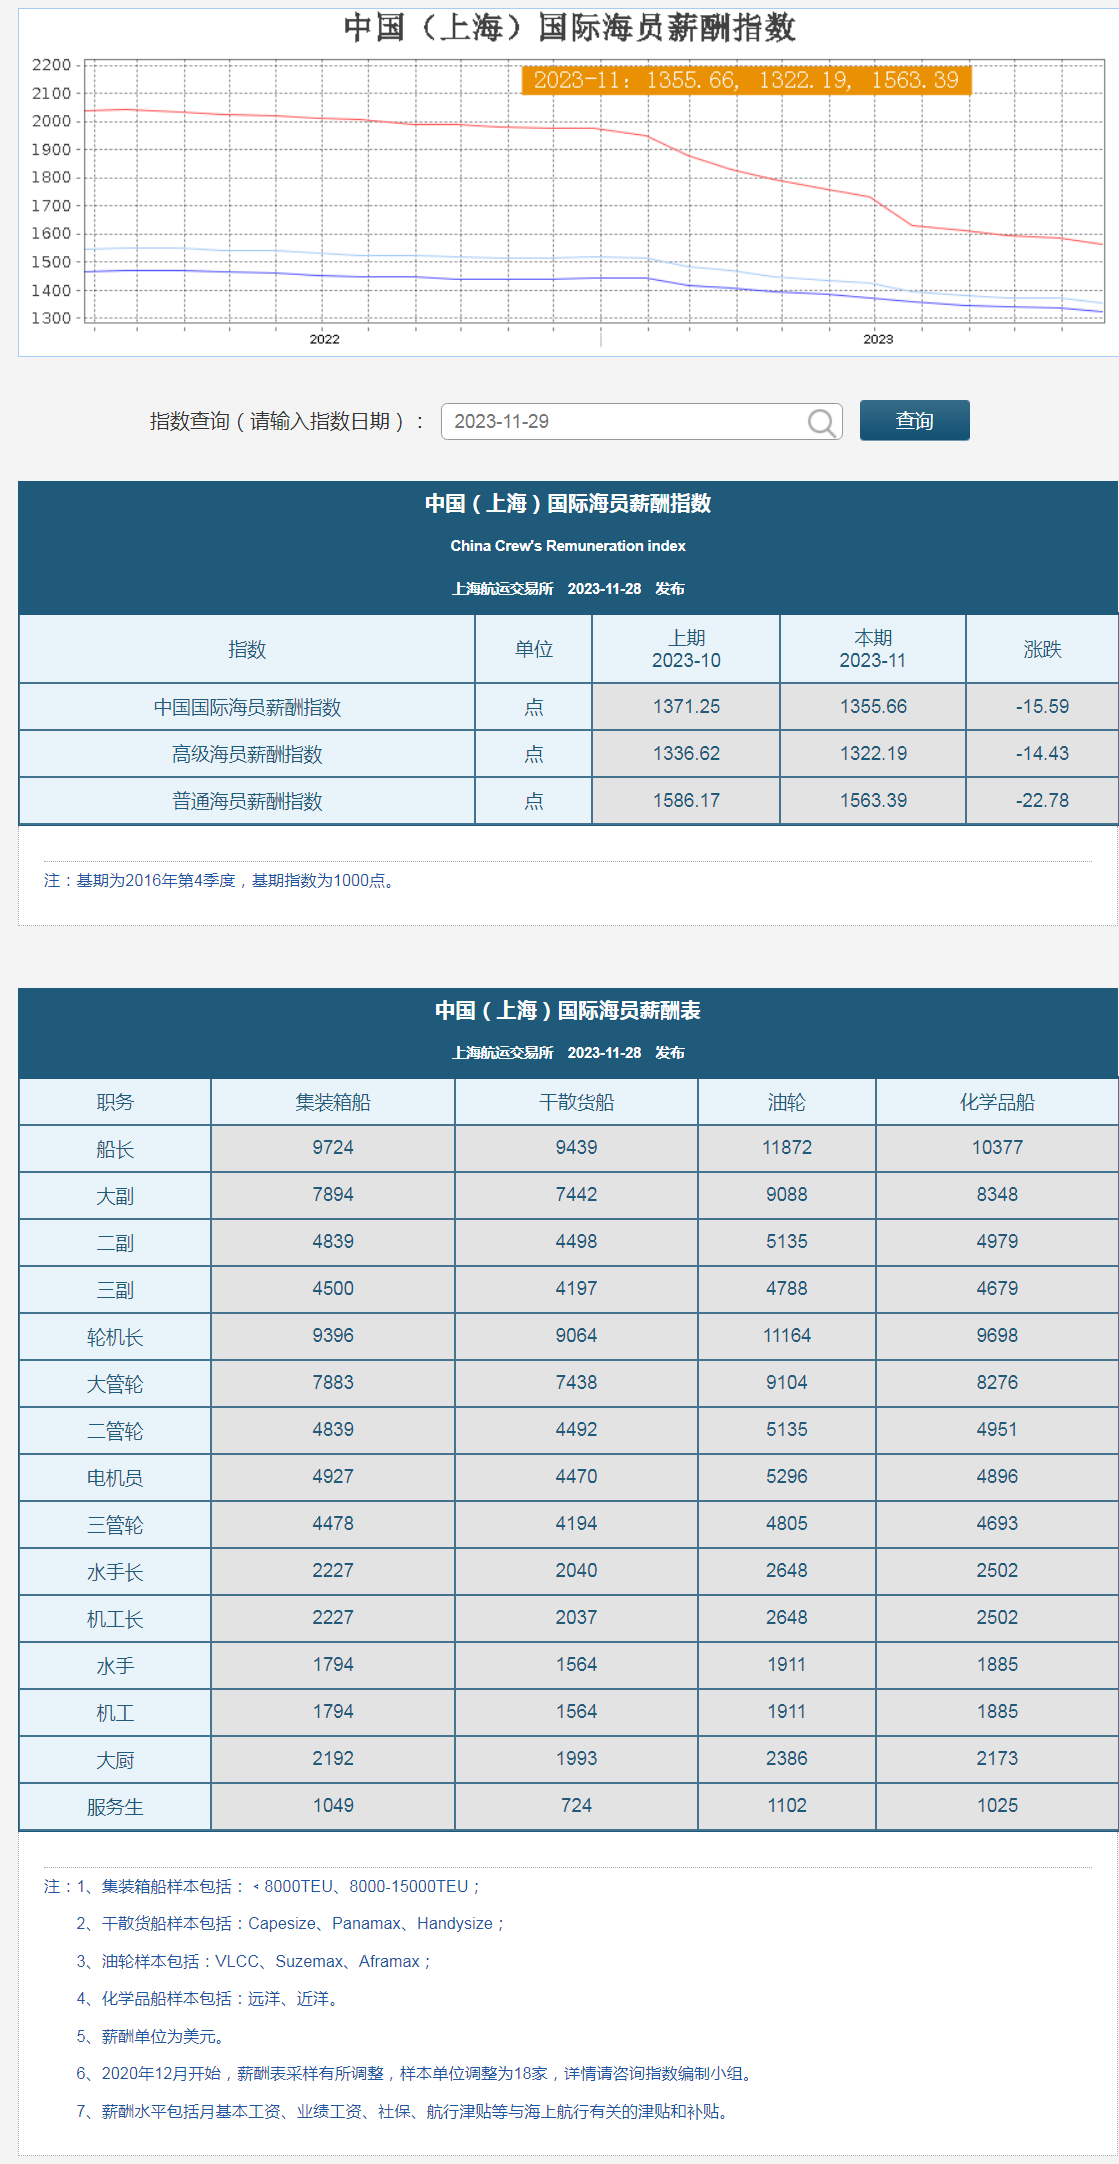 中国（上海）国际海员薪酬指数
2023-11: 1355.66, 1322.19, 1563.39
2200
2100
2000
1900
1800
1700
1600
1500
1400
1300
2022
2023
指数查询（请输入指数日期）： 2023-11-29 查询
中国（上海）国际海员薪酬指数
China Crew's Remuneration index
上海航运交易所 2023-11-28 发布
指数 单位 上期 2023-10 本期 2023-11 涨跌
中国国际海员薪酬指数 点 1371.25 1355.66 -15.59
高级海员薪酬指数 点 1336.62 1322.19 -14.43
普通海员薪酬指数 点 1586.17 1563.39 -22.78
注：基期为2016年第4季度，基期指数为1000点。
中国（上海）国际海员薪酬表
上海航运交易所 2023-11-28 发布
职务 集装箱船 干散货船 油轮 化学品船
船长 9724 9439 11872 10377
大副 7894 7442 9088 8348
二副 4839 4498 5135 4979
三副 4500 4197 4788 4679
轮机长 9396 9064 11164 9698
大管轮 7883 7438 9104 8276
二管轮 4839 4492 5135 4951
电机员 4927 4470 5296 4896
三管轮 4478 4194 4805 4693
水手长 2227 2040 2648 2502
机工长 2227 2037 2648 2502
水手 1794 1564 1911 1885
机工 1794 1564 1911 1885
大厨 2192 1993 2386 2173
服务生 1049 724 1102 1025
注：1、集装箱船样本包括：﹤8000TEU、8000-15000TEU；
2、干散货船样本包括：Capesize、Panamax、Handysize；
3、油轮样本包括：VLCC、Suzemax、Aframax；
4、化学品船样本包括：远洋、近洋。
5、薪酬单位为美元。
6、2020年12月开始，薪酬表采样有所调整，样本单位调整为18家，详情请咨询指数编制小组。
7、薪酬水平包括月基本工资、业绩工资、社保、航行津贴等与海上航行有关的津贴和补贴。